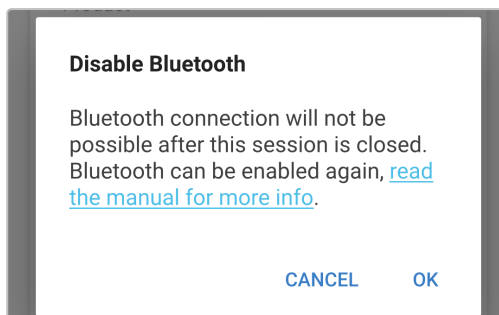 Disable Bluetooth
Bluetooth connection will not be
possible after this session is closed.
Bluetooth can be enabled again, read
the manual for more info.
CANCEL OK